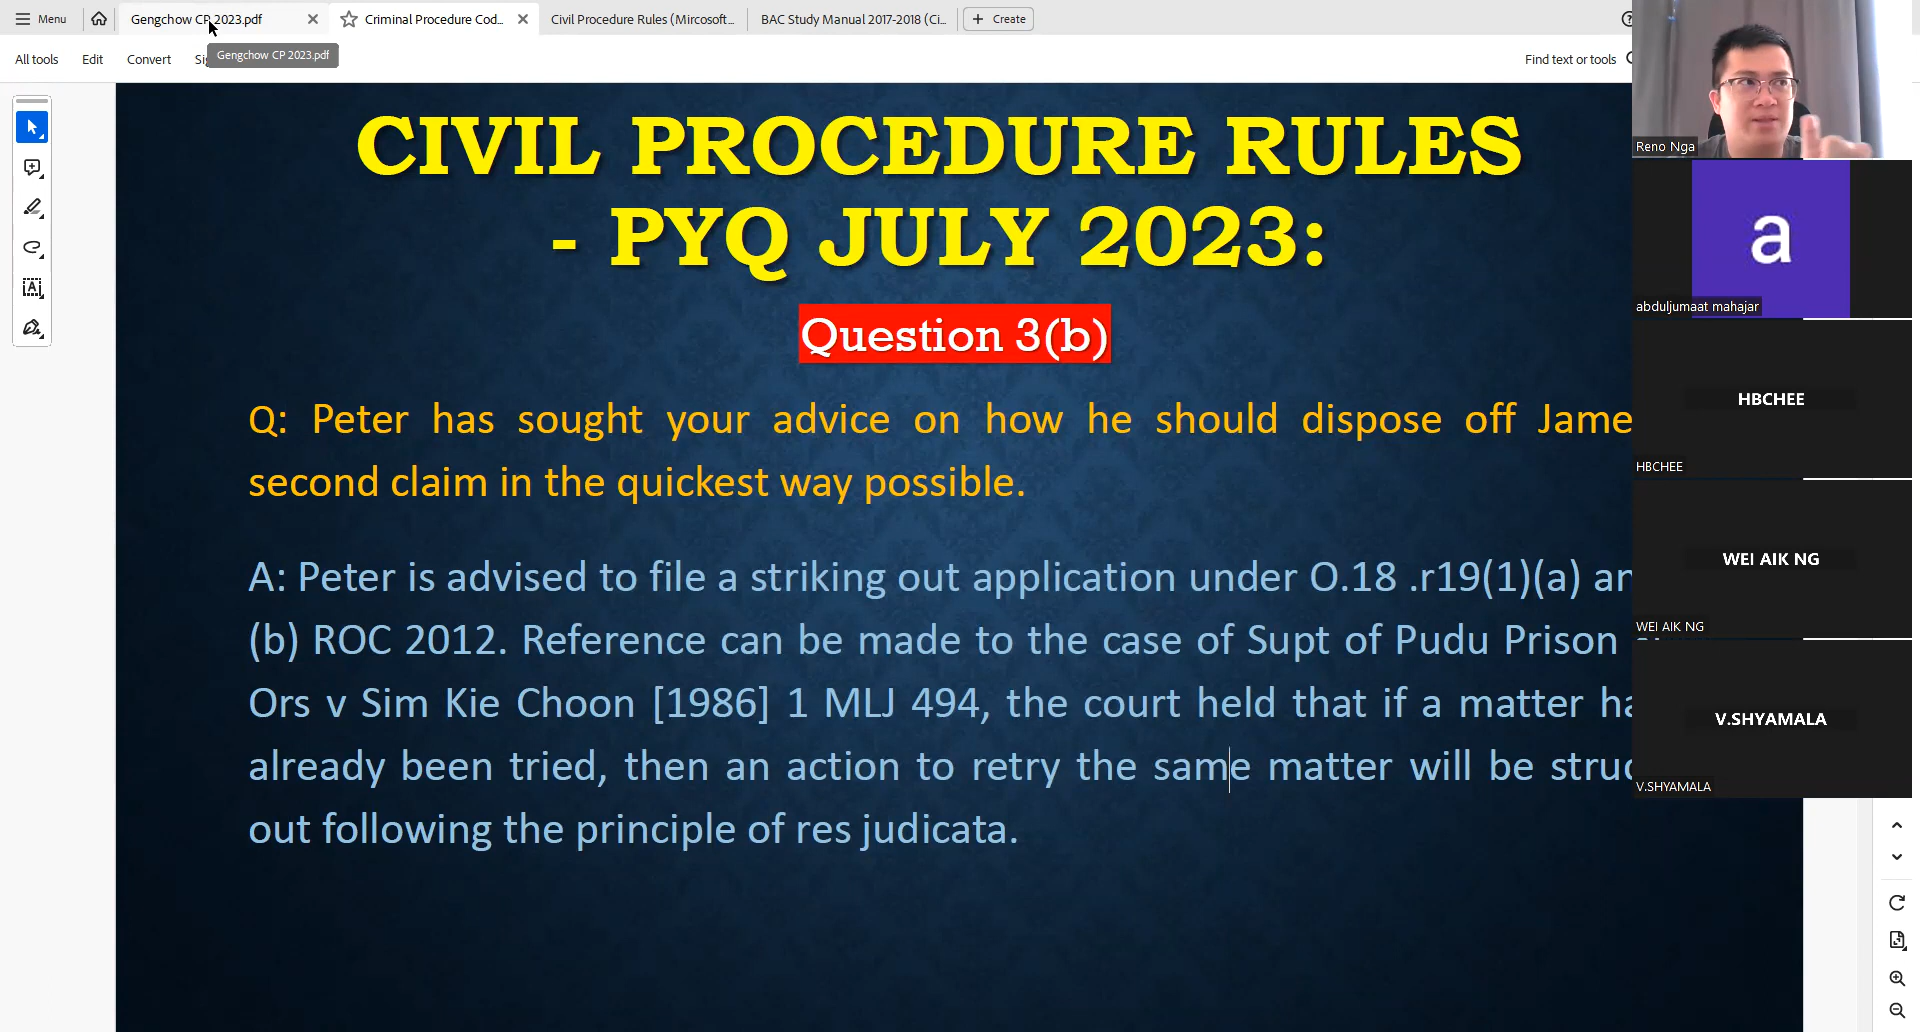 Gengchow CP 2023.pdf
Criminal Procedure Cod...
Civil Procedure Rules (Mircosoft...
BAC Study Manual 2017-2018 (Ci...
Create
Menu
All tools
Edit
Convert
Gengchow CP 2023.pdf
Find text or tools
CIVIL PROCEDURE RULES
- PYQ JULY 2023:
Question 3(b)
Q: Peter has sought your advice on how he should dispose off Jame
second claim in the quickest way possible.
A: Peter is advised to file a striking out application under O.18 .r19(1)(a) an
(b) ROC 2012. Reference can be made to the case of Supt of Pudu Prison
Ors v Sim Kie Choon [1986] 1 MLJ 494, the court held that if a matter ha
already been tried, then an action to retry the same matter will be struc
out following the principle of res judicata.
Reno Nga
a
abduljumaat mahajar
HBCHEE
HBCHEE
WEI AIK NG
WEI AIK NG
V.SHYAMALA
V.SHYAMALA